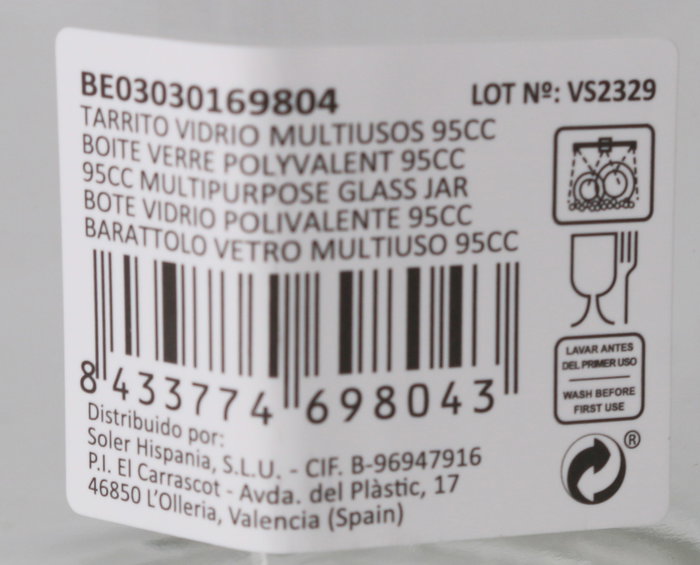 BE03030169804
LOT Nº: VS2329
TARRITO VIDRIO MULTIUSOS 95CC
BOITE VERRE POLYVALENT 95CC
95CC MULTIPURPOSE GLASS JAR
BOTE VIDRIO POLIVALENTE 95CC
BARATTOLO VETRO MULTIUSO 95CC
LAVAR ANTES
DEL PRIMER USO
WASH BEFORE
FIRST USE
8 433774 698043
Distribuido por:
Soler Hispania, S.L.U. - CIF. B-96947916
P.I. El Carrascot - Avda. del Plàstic, 17
46850 L'Olleria, Valencia (Spain)
®